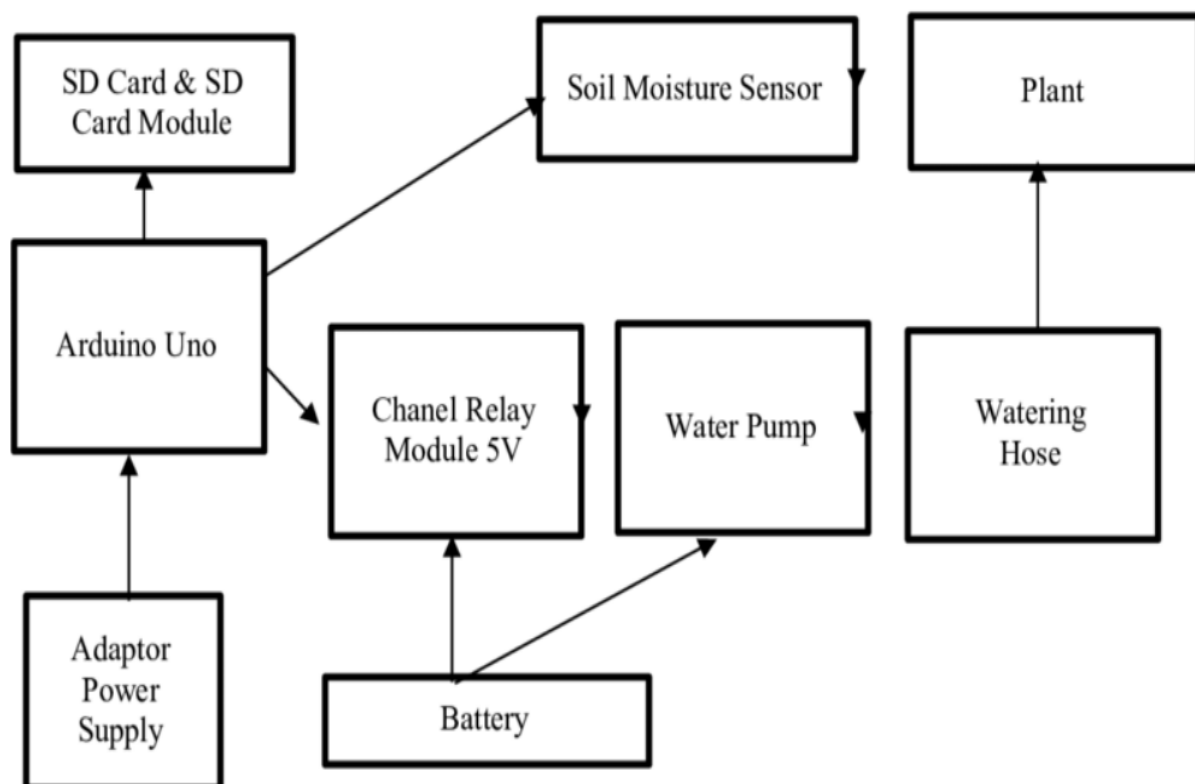 SD Card & SD
Card Module
Soil Moisture Sensor
Plant
Arduino Uno
Chanel Relay
Module 5V
Water Pump
Watering
Hose
Adaptor
Power
Supply
Battery